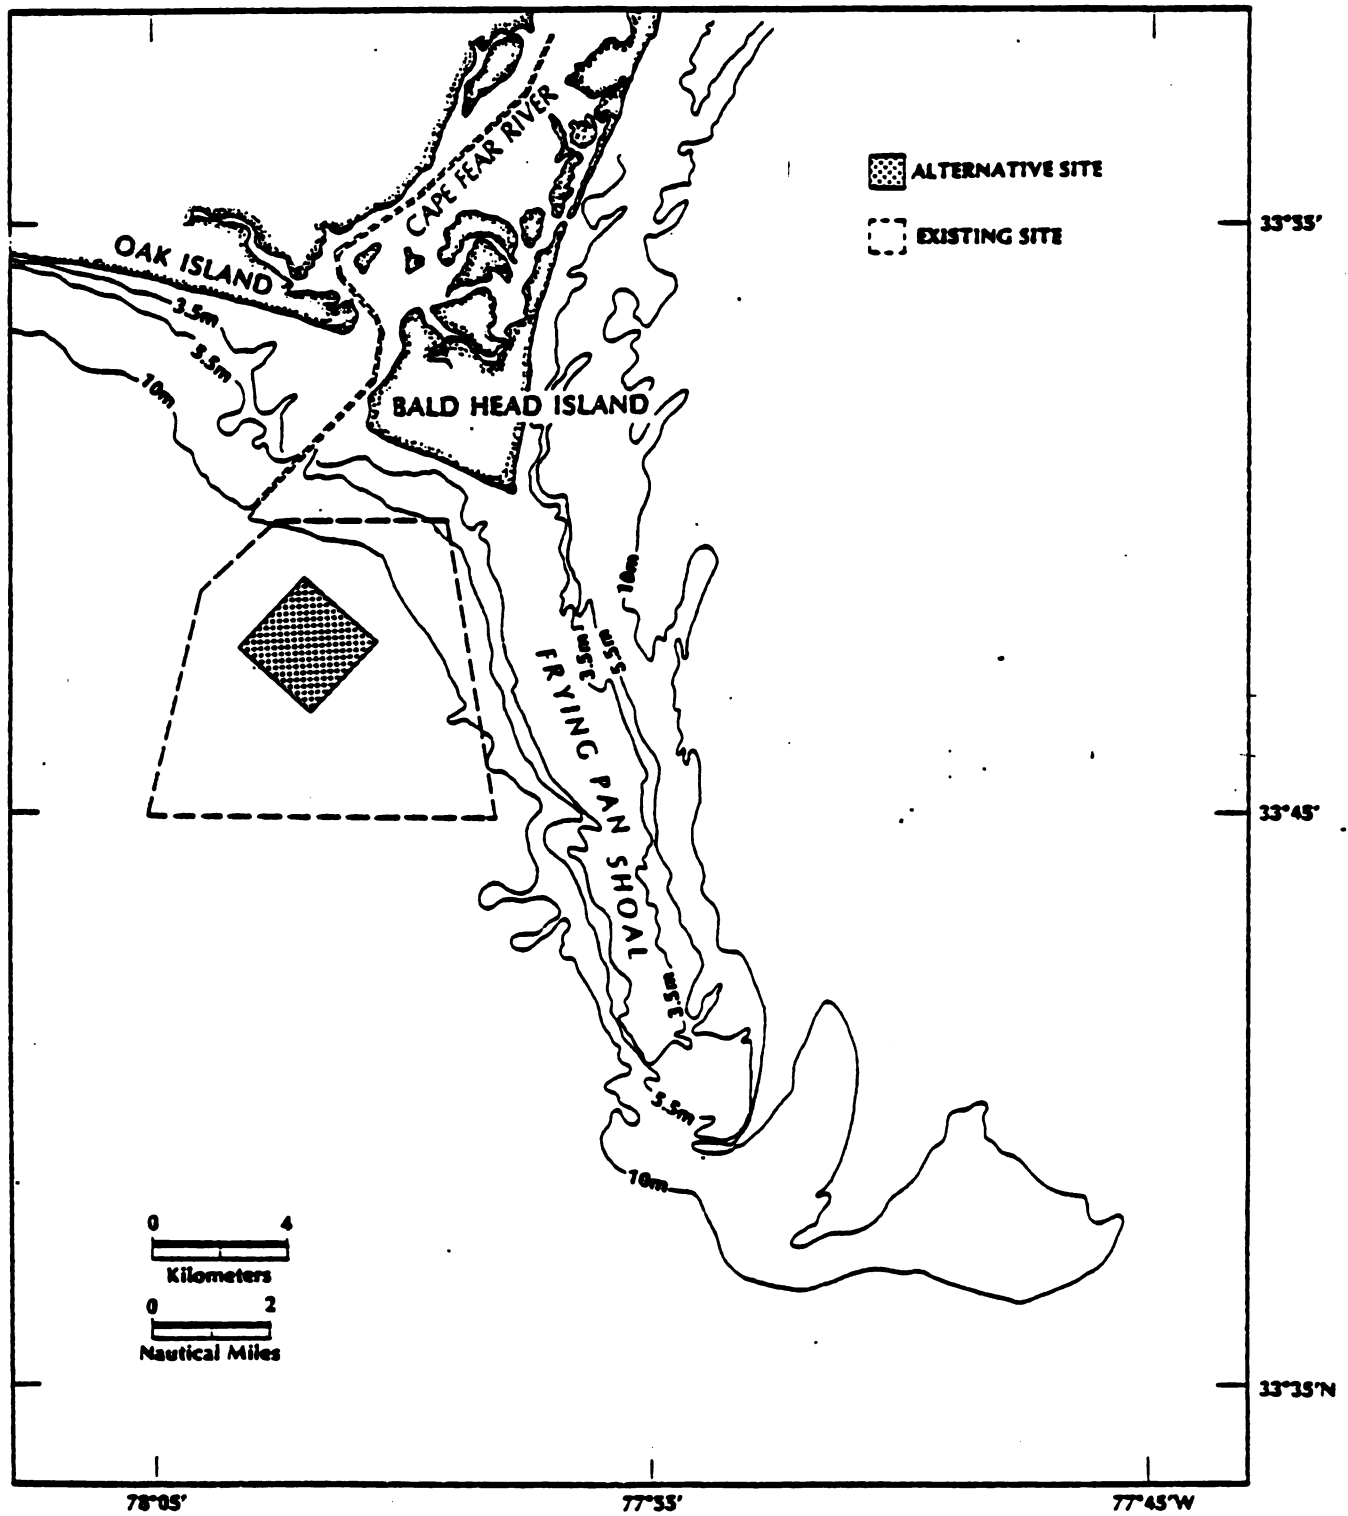 CAPE FEAR RIVER
ALTERNATIVE SITE
EXISTING SITE
33°55'
OAK ISLAND
3.5m
5.5m
10m
BALD HEAD ISLAND
10m
3.5m
5.5m
FRYING PAN SHOAL
33°45'
3.5m
5.5m
10m
0 4
Kilometers
0 2
Nautical Miles
33°35'N
78°05'
77°55'
77°45'W